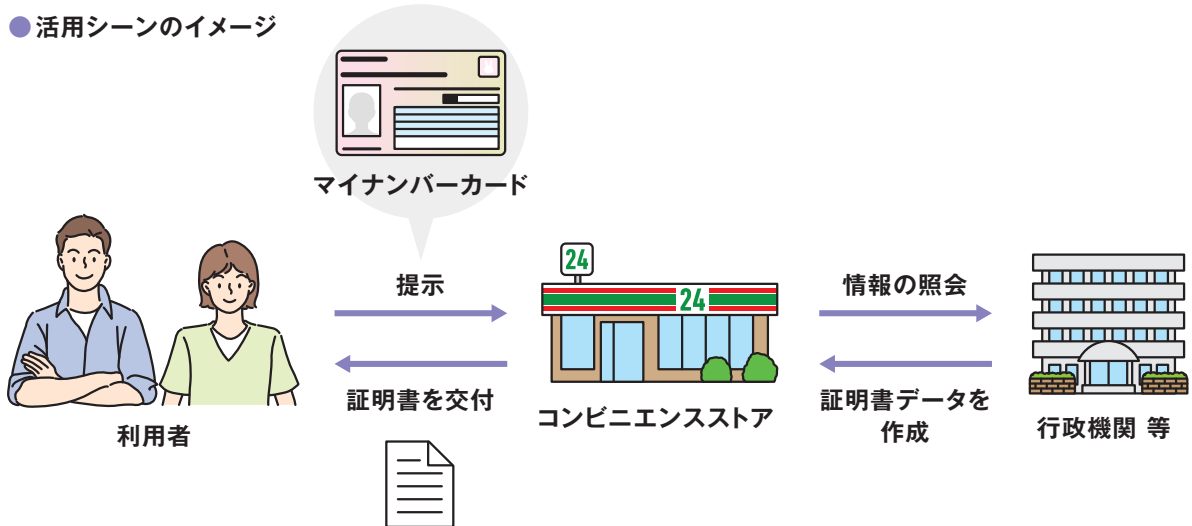 活用シーンのイメージ
マイナンバーカード
24
24
提示
情報の照会
証明書を交付
証明書データを
作成
利用者
コンビニエンスストア
行政機関 等